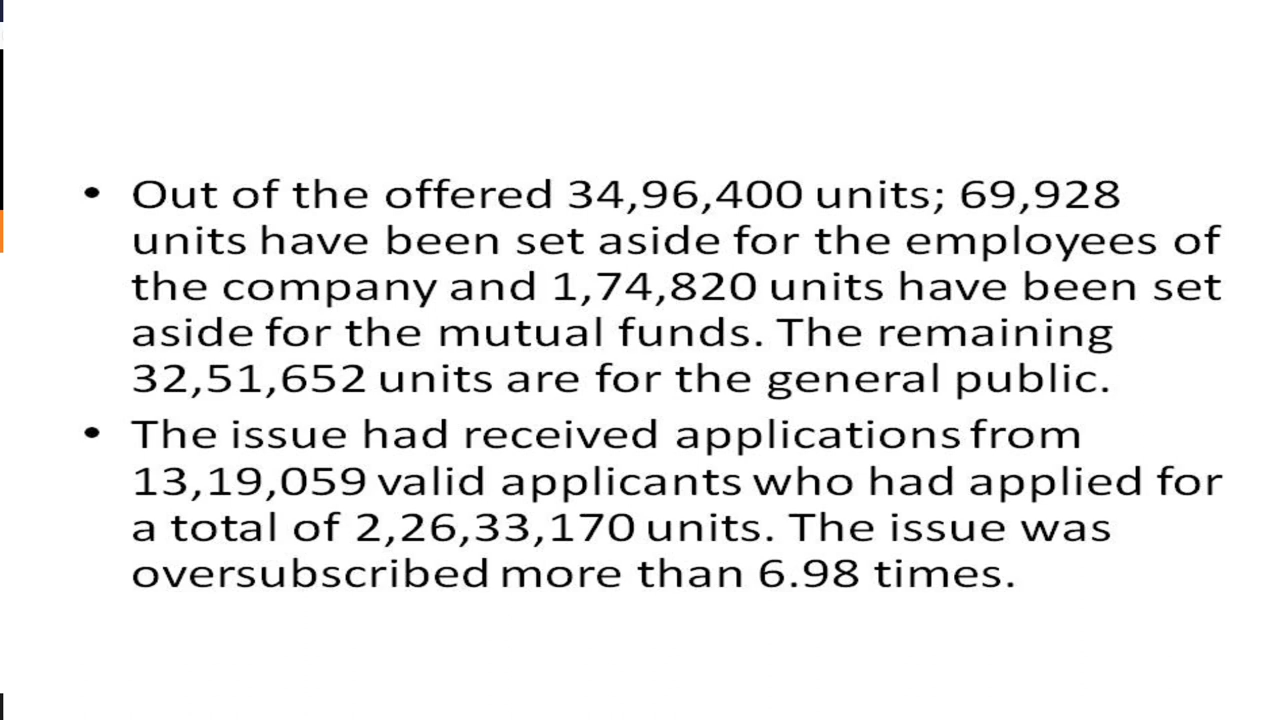 • Out of the offered 34,96,400 units; 69,928
units have been set aside for the employees of
the company and 1,74,820 units have been set
aside for the mutual funds. The remaining
32,51,652 units are for the general public.
• The issue had received applications from
13,19,059 valid applicants who had applied for
a total of 2,26,33,170 units. The issue was
oversubscribed more than 6.98 times.